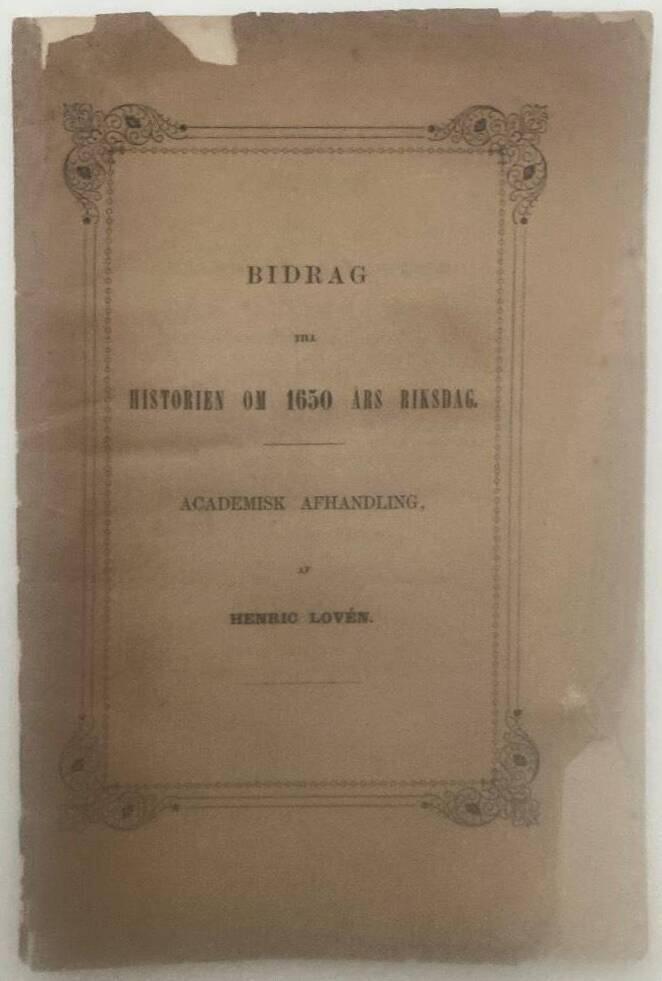 BIDRAG
TILL
HISTORIEN OM 1650 ÅRS RIKSDAG.
ACADEMISK AFHANDLING,
AF
HENRIC LOVÉN.